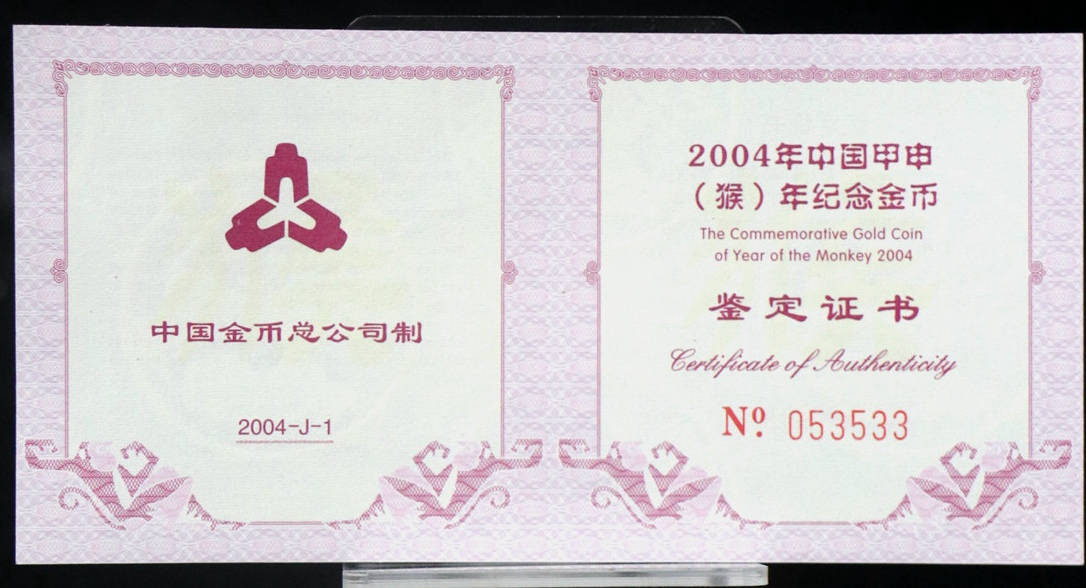 中国金币总公司制
2004-J-1
2004年中国甲申
（猴）年纪念金币
The Commemorative Gold Coin
of Year of the Monkey 2004
鉴定证书
Certificate of Authenticity
Nº 053533